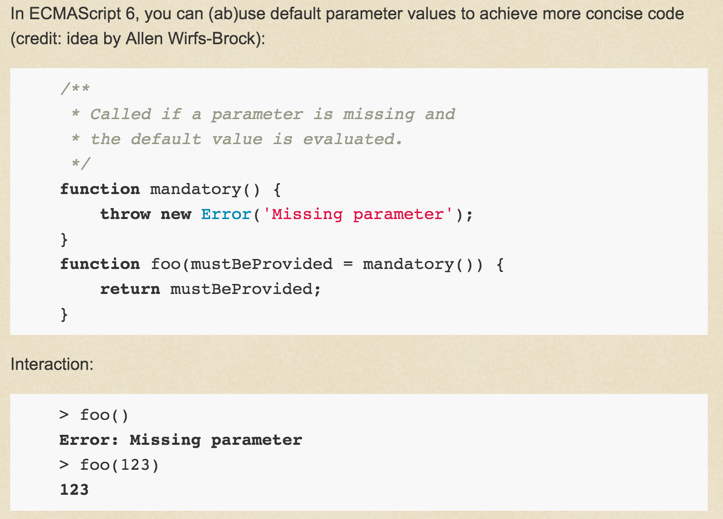 In ECMAScript 6, you can (ab)use default parameter values to achieve more concise code
(credit: idea by Allen Wirfs-Brock):
/**
 * Called if a parameter is missing and
 * the default value is evaluated.
 */
function mandatory() {
    throw new Error('Missing parameter');
}
function foo(mustBeProvided = mandatory()) {
    return mustBeProvided;
}
Interaction:
> foo()
Error: Missing parameter
> foo(123)
123